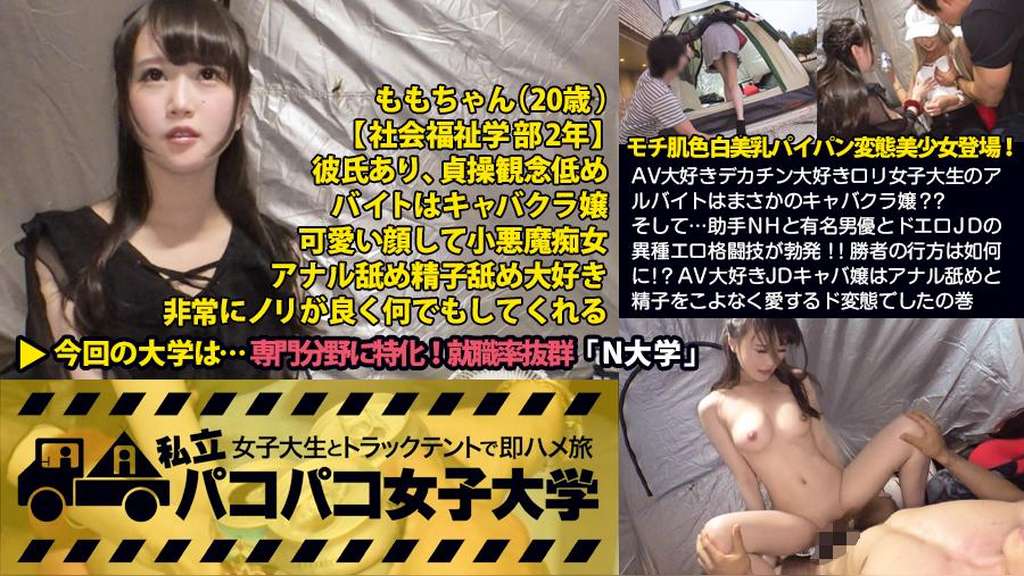 ももちゃん(20歳)
【社会福祉学部2年】
彼氏あり、貞操観念低め
バイトはキャバクラ嬢
可愛い顔して小悪魔痴女
アナル舐め精子舐め大好き
非常にノリが良く何でもしてくれる
▶今回の大学は…専門分野に特化!就職率抜群「N大学」
私立 女子大生とトラックテントで即ハメ旅
パコパコ女子大学
モチ肌色白美乳パイパン変態美少女登場!
AV大好きデカチン大好きロリ女子大生のア
ルバイトはまさかのキャバクラ嬢??
そして…助手NHと有名男優とドエロJDの
異種エロ格闘技が勃発!!勝者の行方は如何
に!?AV大好きJDキャバ嬢はアナル舐めと
精子をこよなく愛するド変態でしたの巻